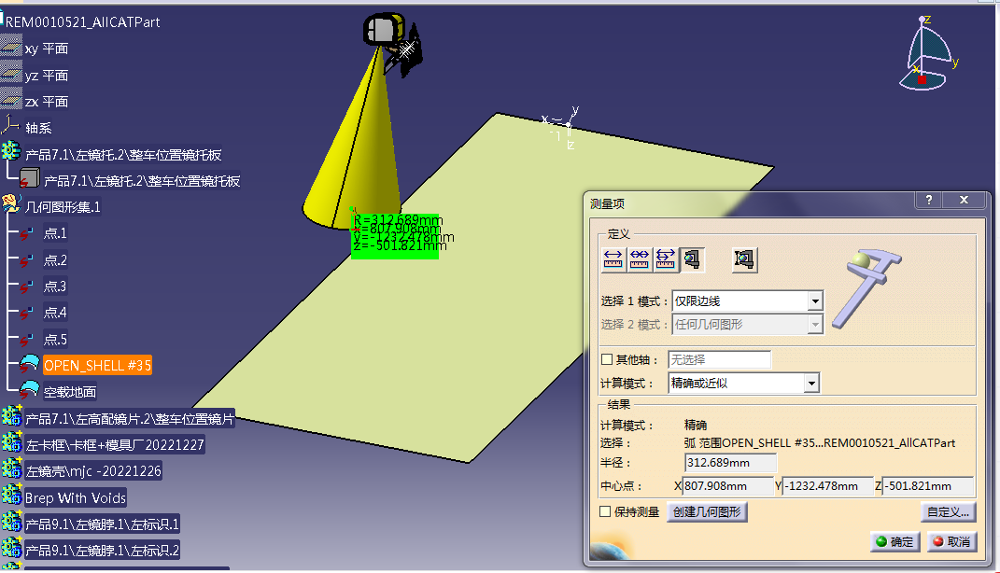 REM0010521_AllCATPart
xy 平面
yz 平面
zx 平面
轴系
产品7.1\左镜托.2\整车位置镜托板
产品7.1\左镜托.2\整车位置镜托板
几何图形集.1
点.1
点.2
点.3
点.4
点.5
OPEN_SHELL #35
空载地面
产品7.1\左高配镜片.2\整车位置镜片
左卡框\卡框+模具厂20221227
左镜壳\mjc -20221226
Brep With Voids
产品9.1\左镜脖.1\左标识.1
产品9.1\左镜脖.1\左标识.2
R=312.689mm
x=807.908mm
y=-1232.478mm
z=-501.821mm
x
y
z
z
x
y
测量项
定义
选择 1 模式：
仅限边线
选择 2 模式：
任何几何图形
其他轴：
无选择
计算模式：
精确或近似
结果
计算模式：
精确
选择：
弧 范围OPEN_SHELL #35...REM0010521_AllCATPart
半径：
312.689mm
中心点：
X 807.908mm Y -1232.478mm Z -501.821mm
保持测量
创建几何图形
自定义...
确定
取消